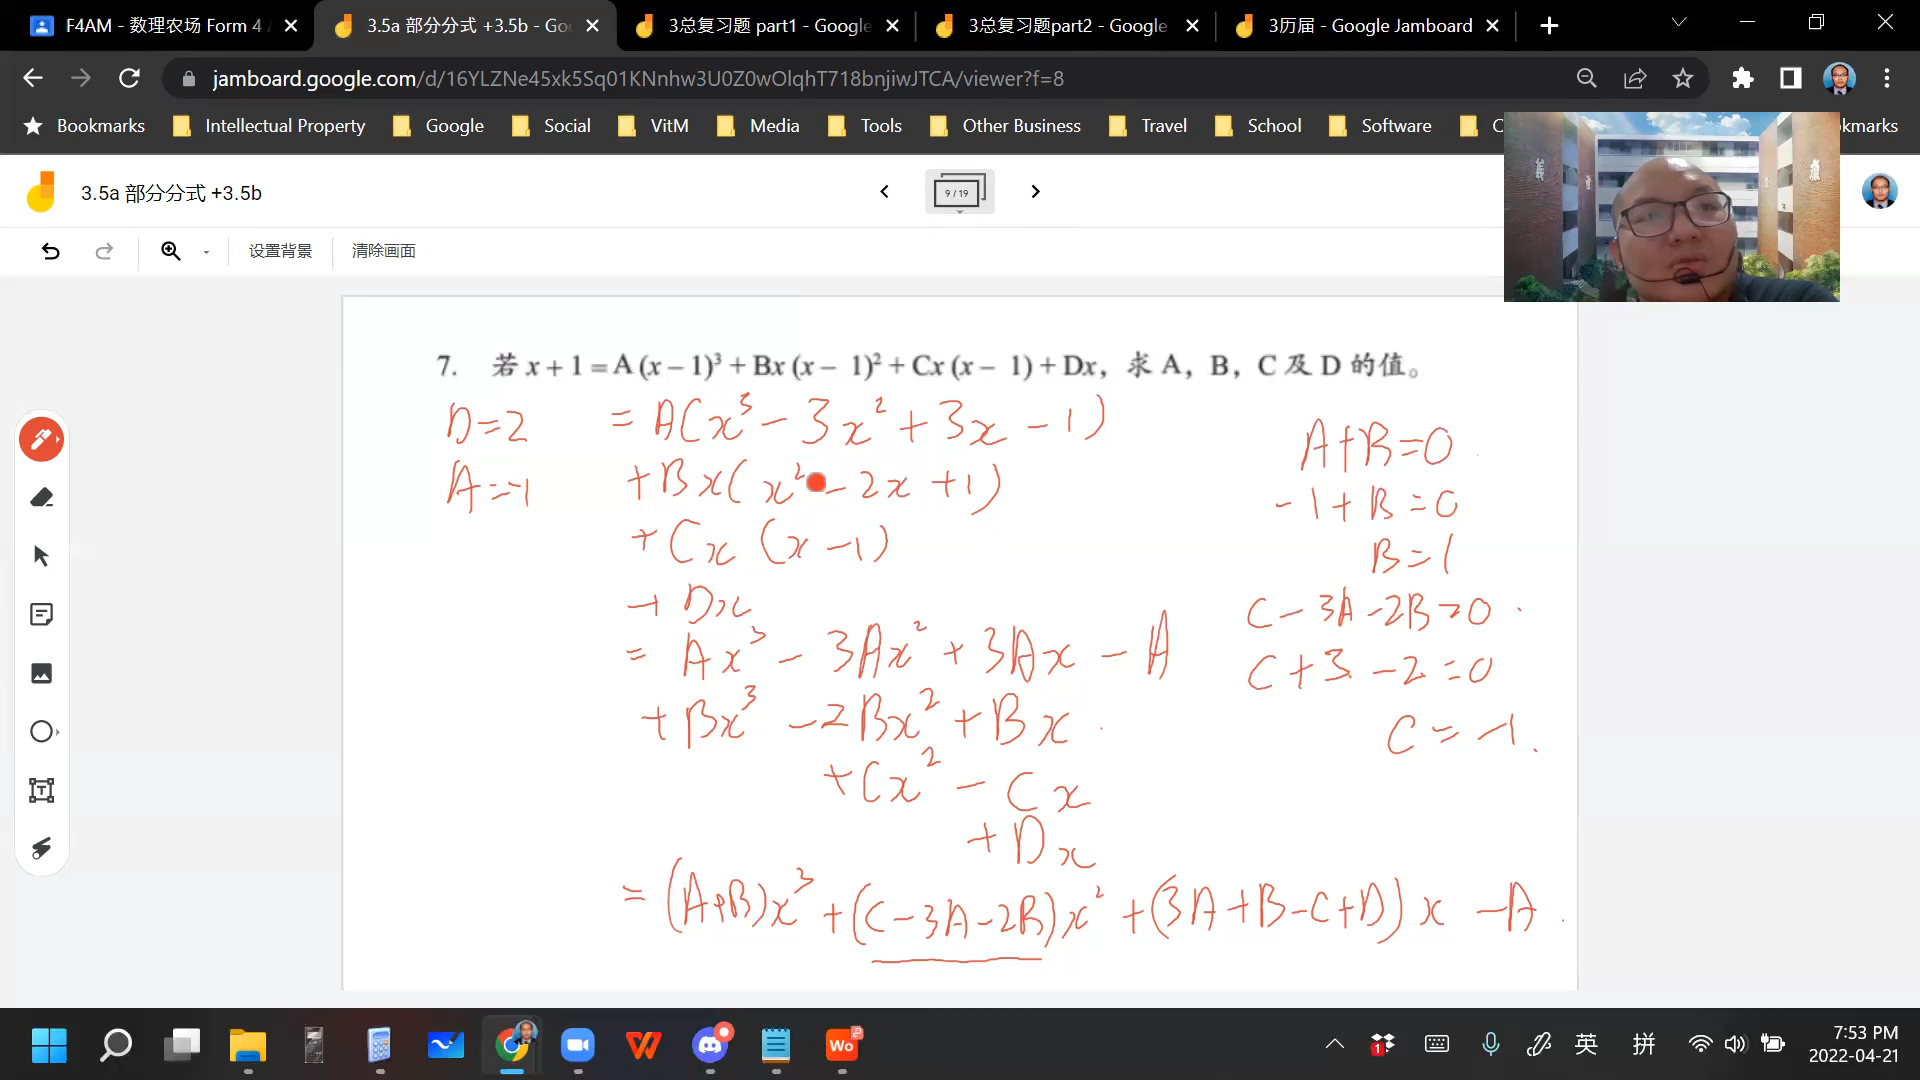 F4AM - 数理农场 Form 4
3.5a 部分分式 +3.5b - Go
3总复习题 part1 - Google
3总复习题part2 - Google
3历届 - Google Jamboard
jamboard.google.com/d/16YLZNe45xk5Sq01KNnhw3U0Z0wOlqhT718bnjiwJTCA/viewer?f=8
Bookmarks Intellectual Property Google Social VitM Media Tools Other Business Travel School Software
3.5a 部分分式 +3.5b
9 / 19
设置背景
清除画面
7. 若 x + 1 = A (x – 1)³ + Bx (x – 1)² + Cx (x – 1) + Dx, 求 A, B, C 及 D 的值。
D=2
A=-1
= A(x³ - 3x² + 3x - 1)
+ Bx(x² - 2x + 1)
+ Cx (x - 1)
+ Dx
= Ax³ - 3Ax² + 3Ax - A
+ Bx³ - 2Bx² + Bx
+ Cx² - Cx
+ Dx
= (A+B)x³ + (C-3A-2B)x² + (3A+B-C+D)x - A
A+B=0
-1+B=0
B=1
C-3A-2B=0
C+3-2=0
C=-1
英
拼
7:53 PM
2022-04-21